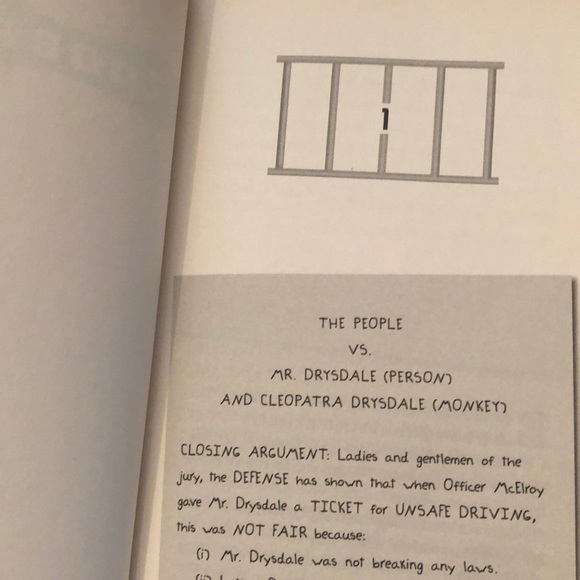 1
THE PEOPLE
VS.
MR. DRYSDALE (PERSON)
AND CLEOPATRA DRYSDALE (MONKEY)
CLOSING ARGUMENT: Ladies and gentlemen of the
jury, the DEFENSE has shown that when Officer McElroy
gave Mr. Drysdale a TICKET for UNSAFE DRIVING,
this was NOT FAIR because:
(i) Mr. Drysdale was not breaking any laws.
(ii)